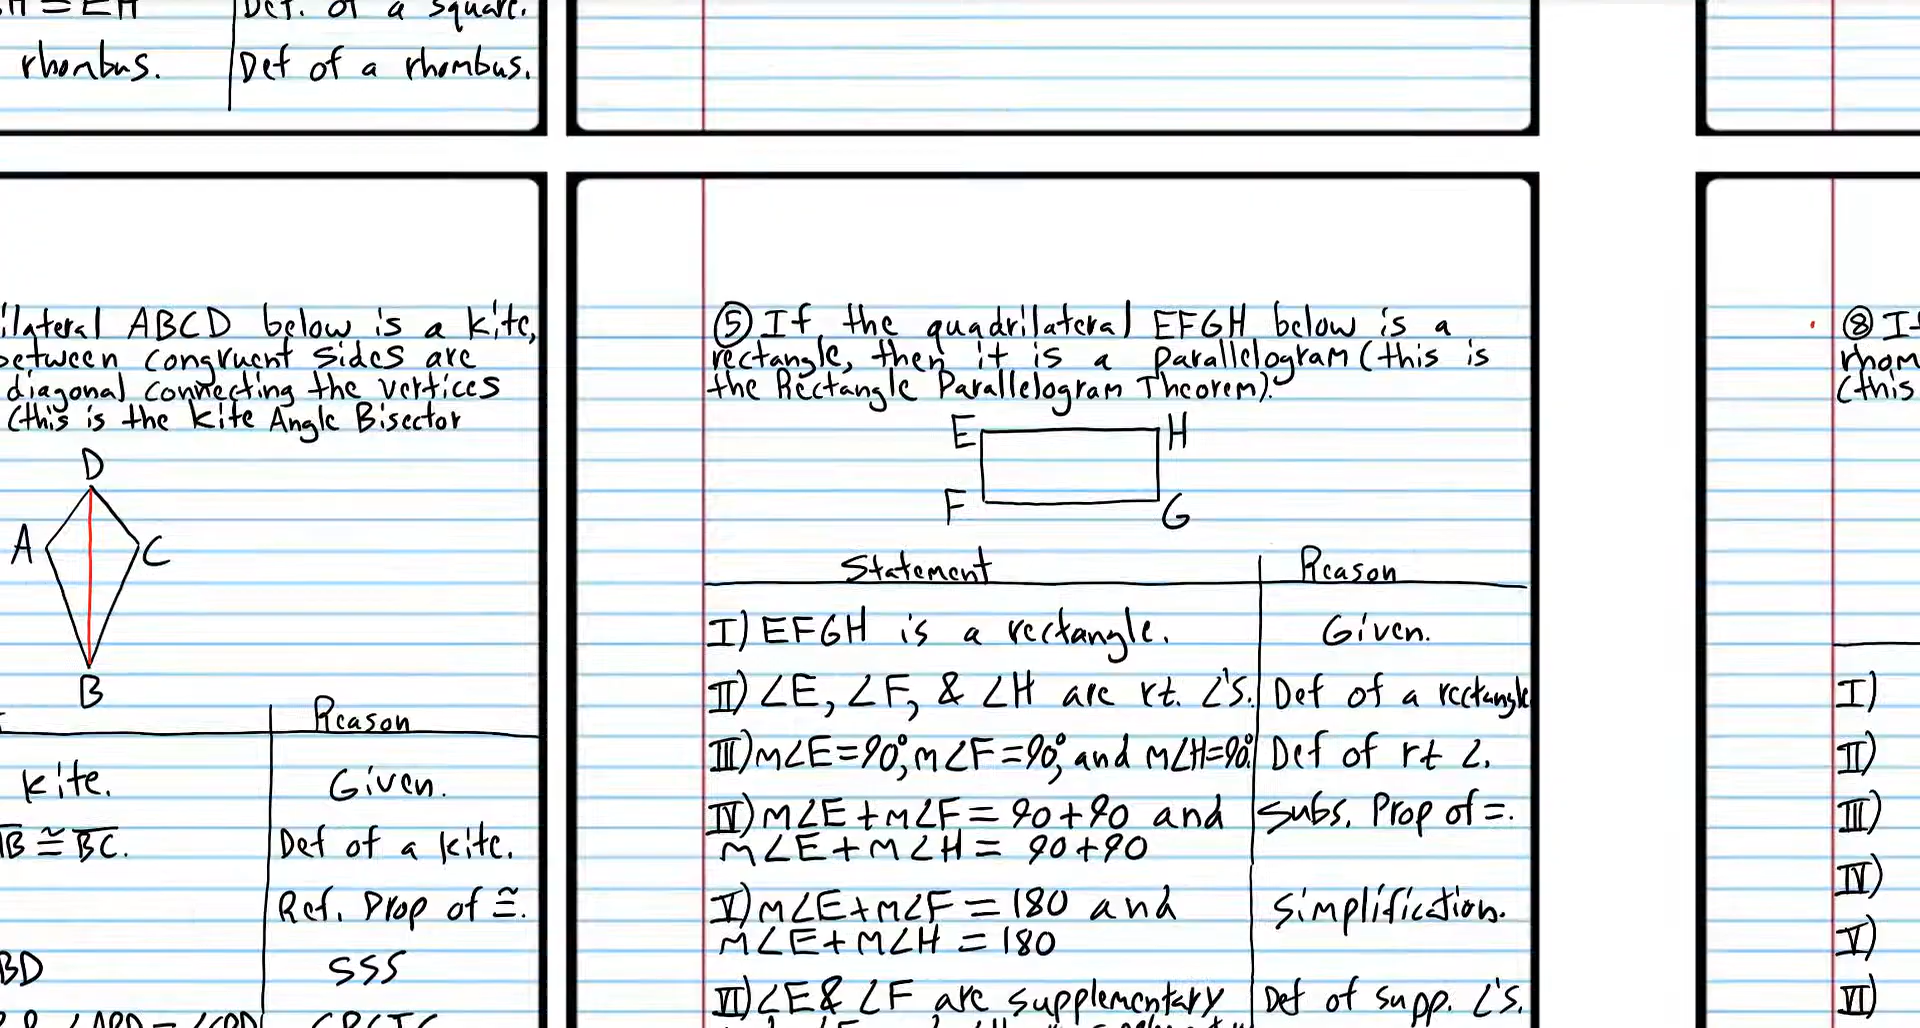 Def. of a square.
rhombus. Def of a rhombus.
ilateral ABCD below is a kite,
between congruent sides are
diagonal connecting the vertices
(this is the Kite Angle Bisector
D
A C
B
Reason
kite. Given.
B ≅ BC. Def of a kite.
Ref. Prop of ≅.
BD SSS
⑤ If the quadrilateral EFGH below is a
rectangle, then it is a parallelogram (this is
the Rectangle Parallelogram Theorem).
E H
F G
Statement Reason
I) EFGH is a rectangle. Given.
II) ∠E, ∠F, & ∠H are rt. ∠'s. Def of a rectangle
III) m∠E=90°, m∠F=90°, and m∠H=90°. Def of rt ∠.
IV) m∠E+m∠F=90+90 and Subs. Prop of =.
m∠E+m∠H= 90+90
V) m∠E+m∠F=180 and Simplification.
m∠E+m∠H=180
VI) ∠E & ∠F are supplementary Def of supp. ∠'s.
⑧ If
rhom
(this
I)
II)
III)
IV)
V)
VI)